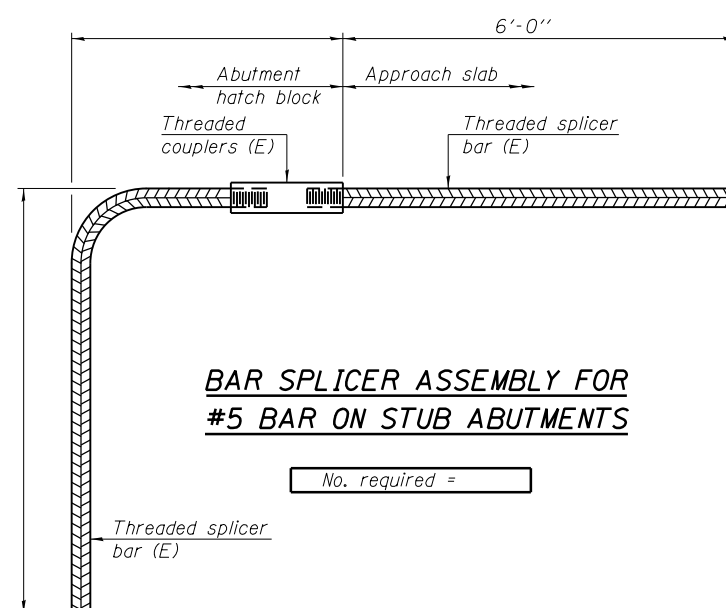 6'-0''
Abutment
hatch block
Approach slab
Threaded
couplers (E)
Threaded splicer
bar (E)
BAR SPLICER ASSEMBLY FOR
#5 BAR ON STUB ABUTMENTS
No. required =
Threaded splicer
bar (E)